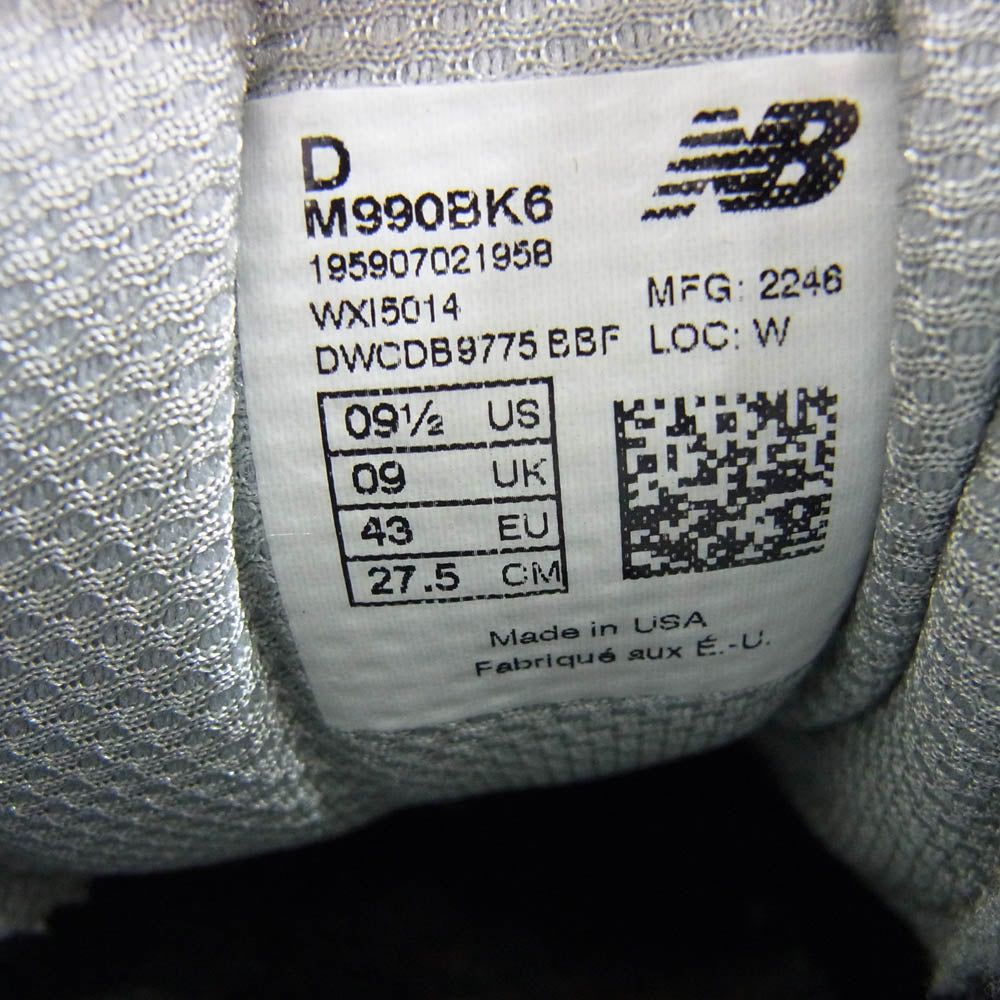 D
NB
M990BK6
195907021958
WXI5014
MFG: 2246
DWCDB9775 BBF
LOC: W
09½ US
09 UK
43 EU
27.5 CM
Made in USA
Fabriqué aux É.-U.